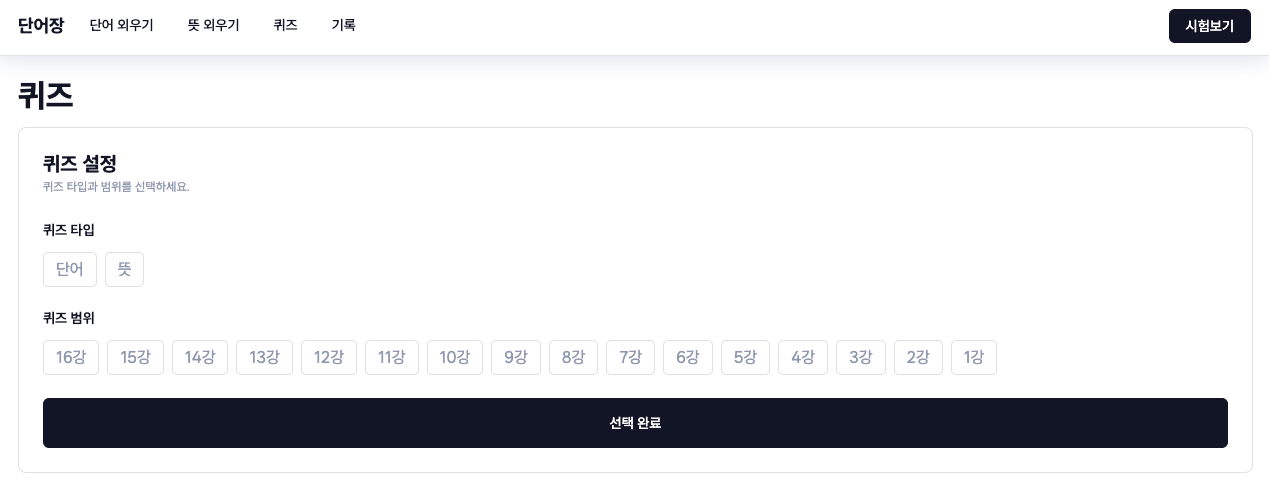 단어장 단어 외우기 뜻 외우기 퀴즈 기록 시험보기
퀴즈
퀴즈 설정
퀴즈 타입과 범위를 선택하세요.
퀴즈 타입
단어 뜻
퀴즈 범위
16강 15강 14강 13강 12강 11강 10강 9강 8강 7강 6강 5강 4강 3강 2강 1강
선택 완료